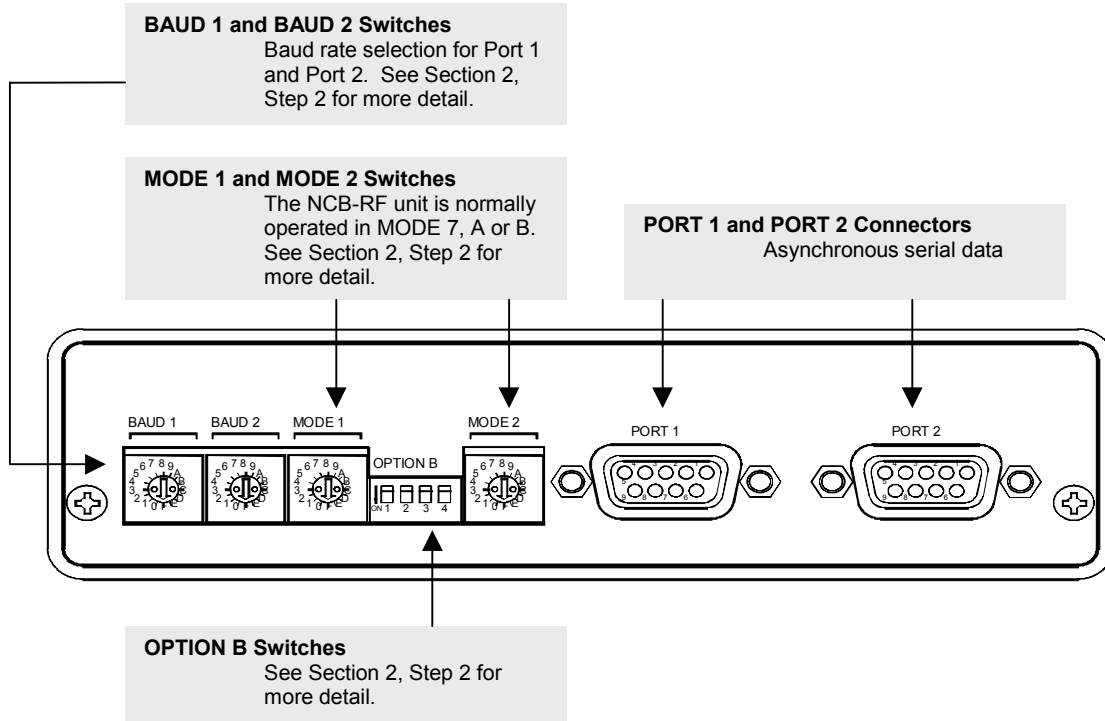 BAUD 1 and BAUD 2 Switches
Baud rate selection for Port 1
and Port 2.  See Section 2,
Step 2 for more detail.
MODE 1 and MODE 2 Switches
The NCB-RF unit is normally
operated in MODE 7, A or B.
See Section 2, Step 2 for
more detail.
PORT 1 and PORT 2 Connectors
Asynchronous serial data
BAUD 1
BAUD 2
MODE 1
OPTION B
MODE 2
PORT 1
PORT 2
ON 1 2 3 4
OPTION B Switches
See Section 2, Step 2 for
more detail.